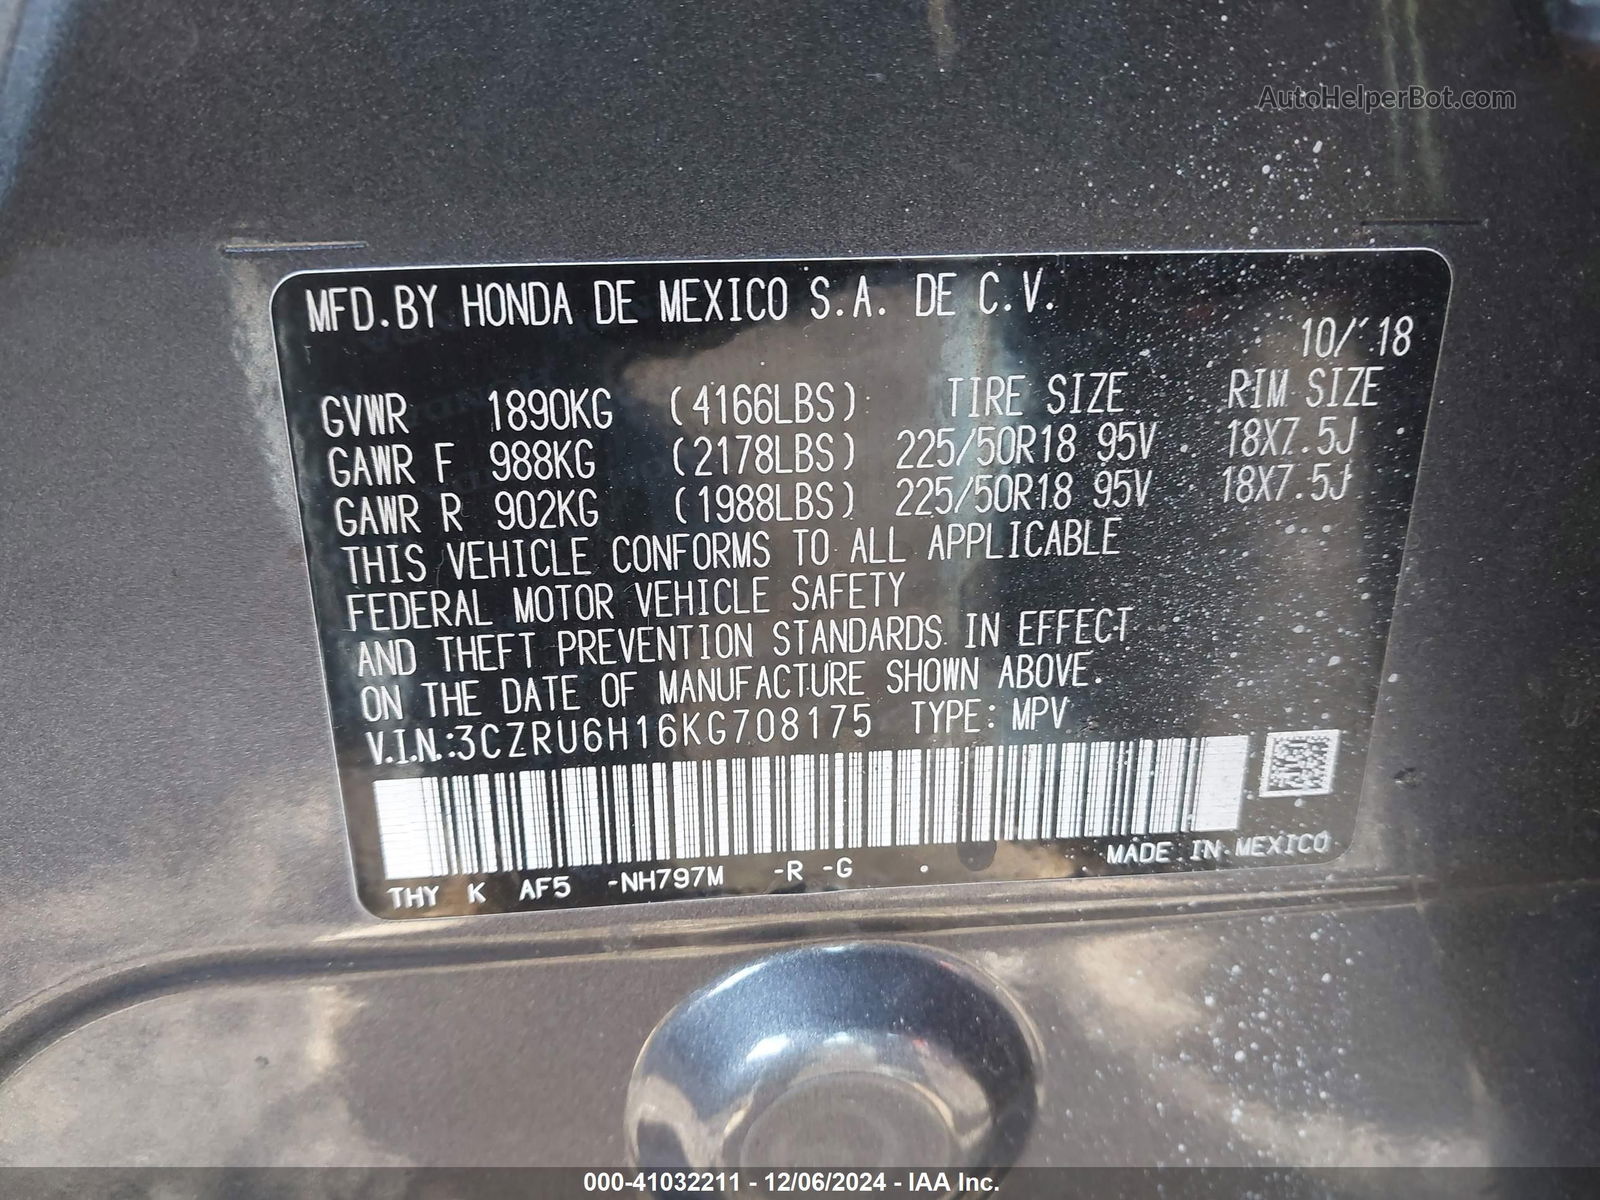 AutoHelperBot.com
MFD.BY HONDA DE MEXICO S.A. DE C.V.
10/'18
GVWR 1890KG (4166LBS) TIRE SIZE RIM SIZE
GAWR F 988KG (2178LBS) 225/50R18 95V 18X7.5J
GAWR R 902KG (1988LBS) 225/50R18 95V 18X7.5J
THIS VEHICLE CONFORMS TO ALL APPLICABLE
FEDERAL MOTOR VEHICLE SAFETY
AND THEFT PREVENTION STANDARDS IN EFFECT
ON THE DATE OF MANUFACTURE SHOWN ABOVE.
V.I.N.:3CZRU6H16KG708175 TYPE: MPV
MADE IN MEXICO
THY K AF5 -NH797M -R -G
000-41032211 - 12/06/2024 - IAA Inc.